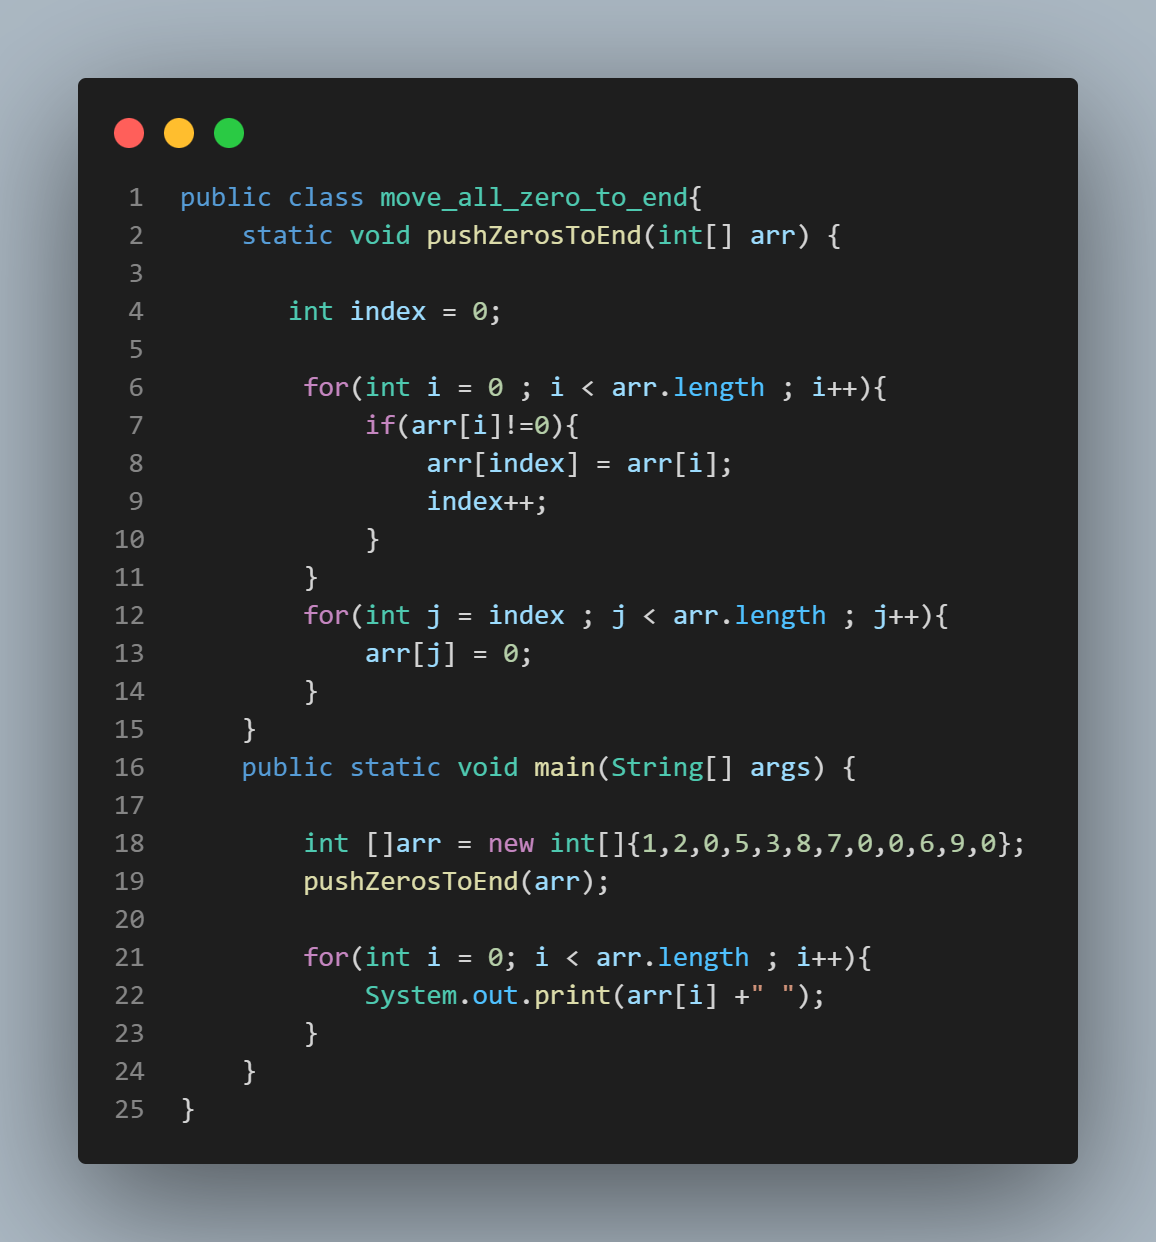 1 public class move_all_zero_to_end{
2     static void pushZerosToEnd(int[] arr) {
3
4        int index = 0;
5
6         for(int i = 0 ; i < arr.length ; i++){
7             if(arr[i]!=0){
8                 arr[index] = arr[i];
9                 index++;
10             }
11         }
12         for(int j = index ; j < arr.length ; j++){
13             arr[j] = 0;
14         }
15     }
16     public static void main(String[] args) {
17
18         int []arr = new int[]{1,2,0,5,3,8,7,0,0,6,9,0};
19         pushZerosToEnd(arr);
20
21         for(int i = 0; i < arr.length ; i++){
22             System.out.print(arr[i] +" ");
23         }
24     }
25 }